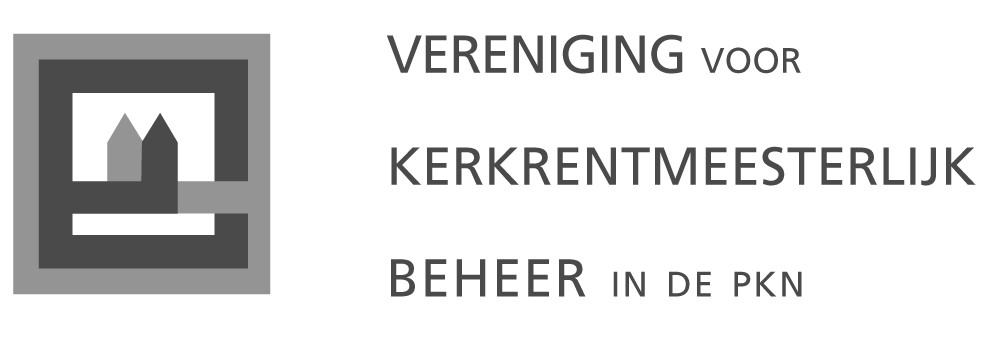 VERENIGING VOOR
KERKRENTMEESTERLIJK
BEHEER IN DE PKN